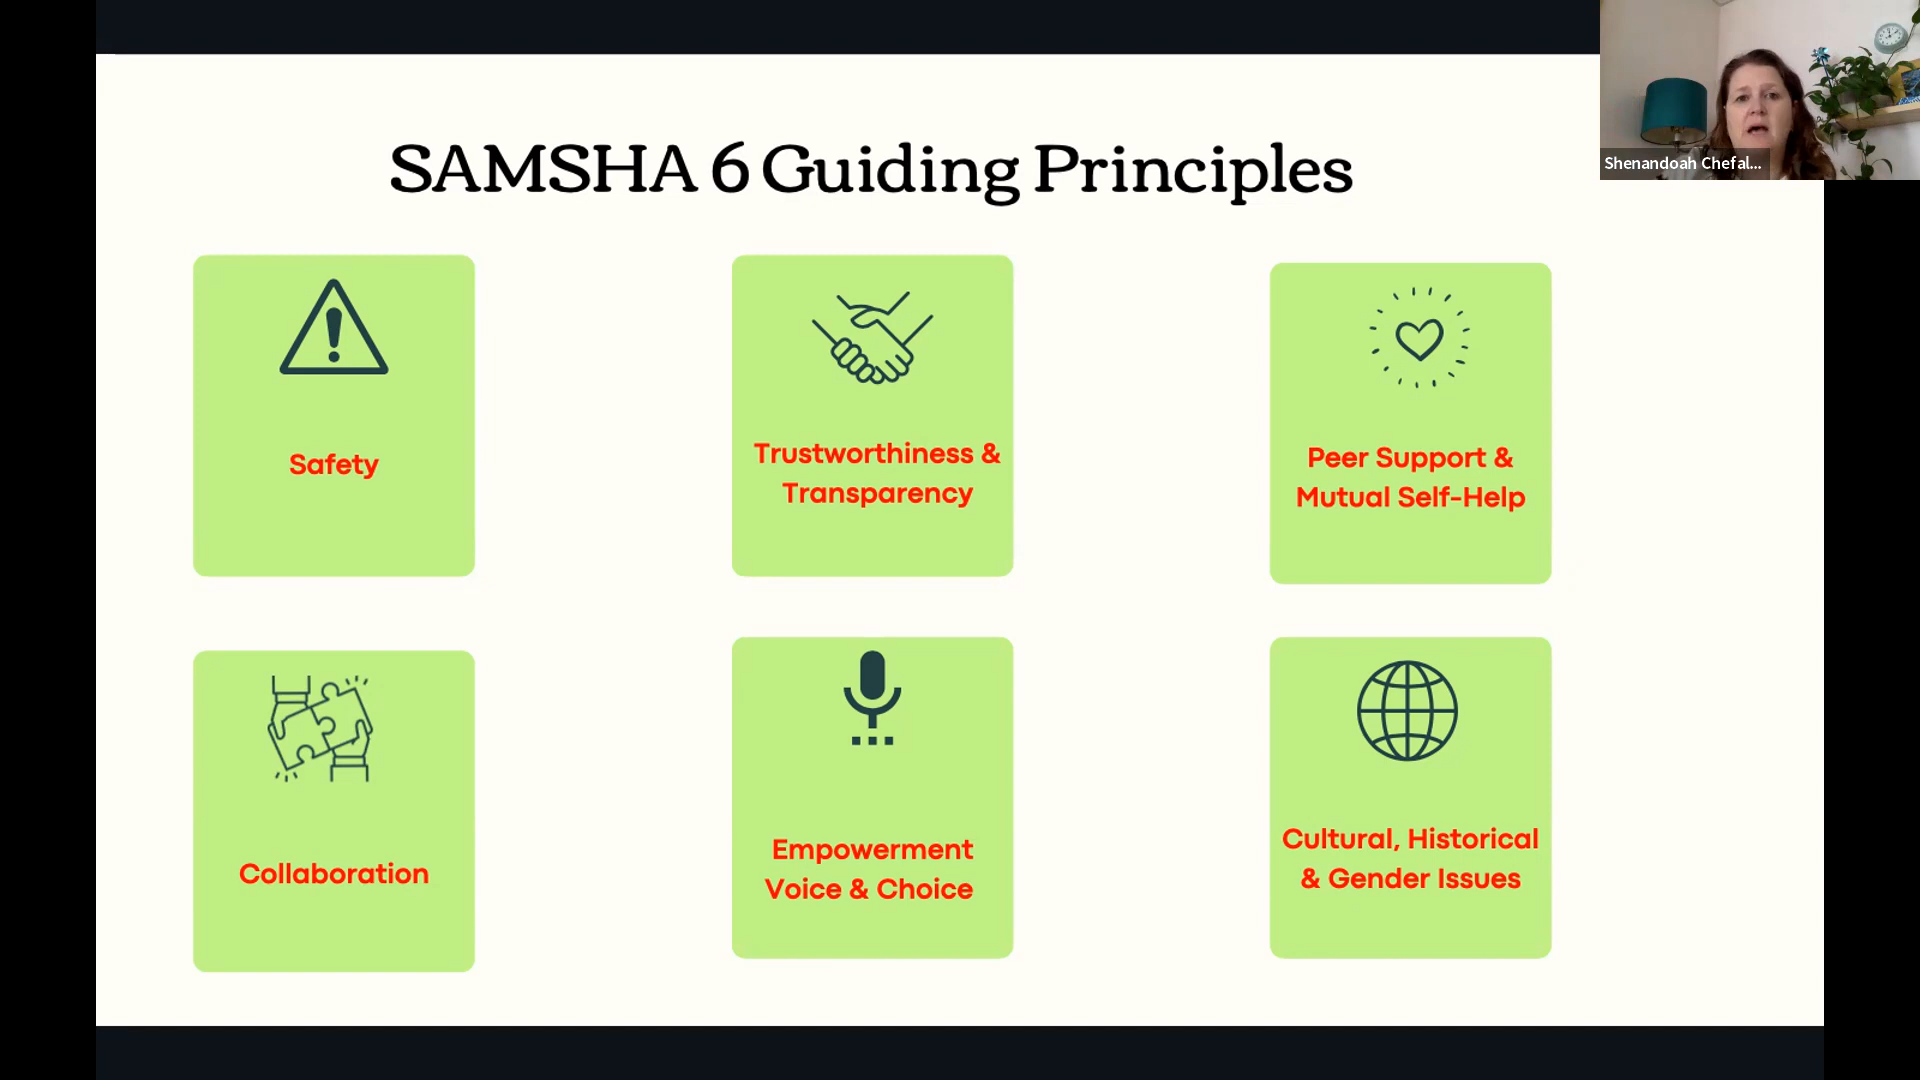 SAMSHA 6 Guiding Principles
Shenandoah Chefal...
Safety
Trustworthiness &
Transparency
Peer Support &
Mutual Self-Help
Collaboration
Empowerment
Voice & Choice
Cultural, Historical
& Gender Issues